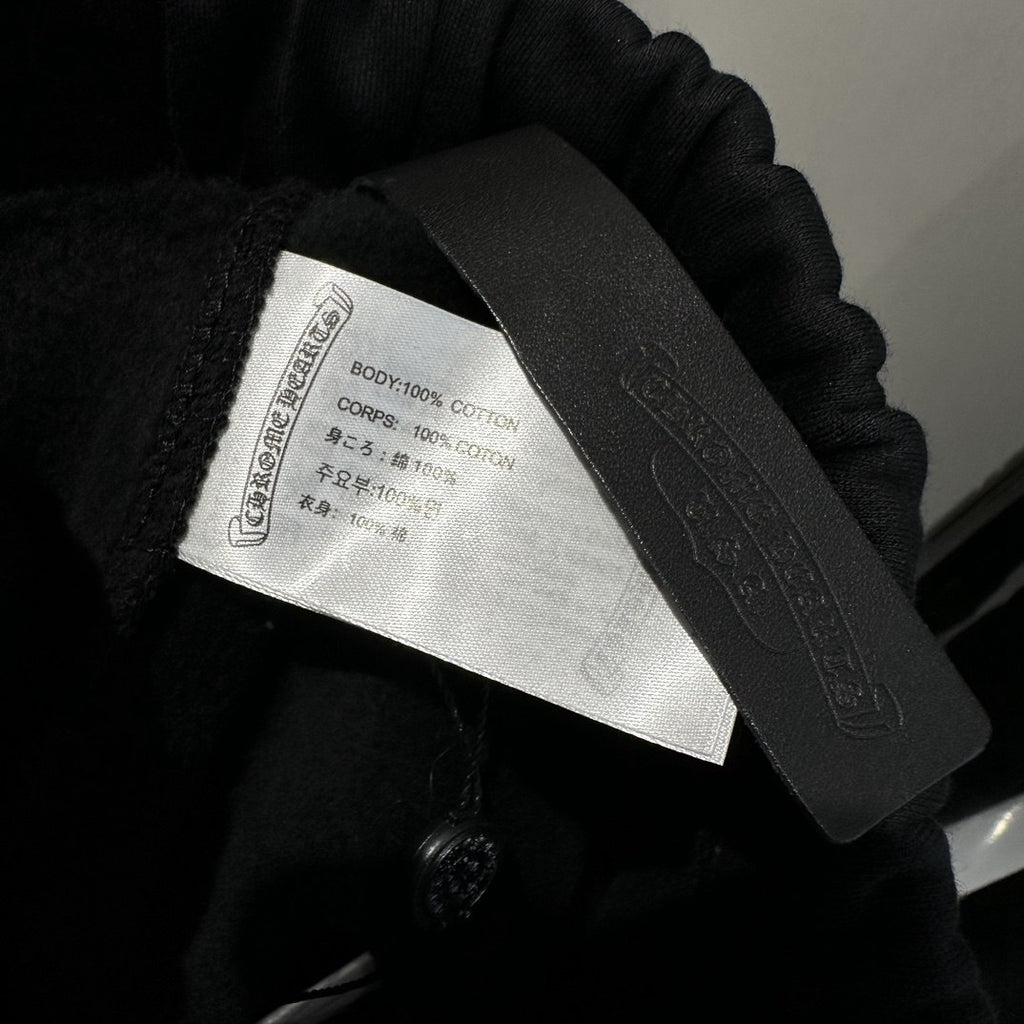 CHROME HEARTS
BODY:100% COTTON
CORPS: 100% COTON
身ごろ : 綿 100%
주요부:100%면
衣身: 100% 棉
CHROME HEARTS